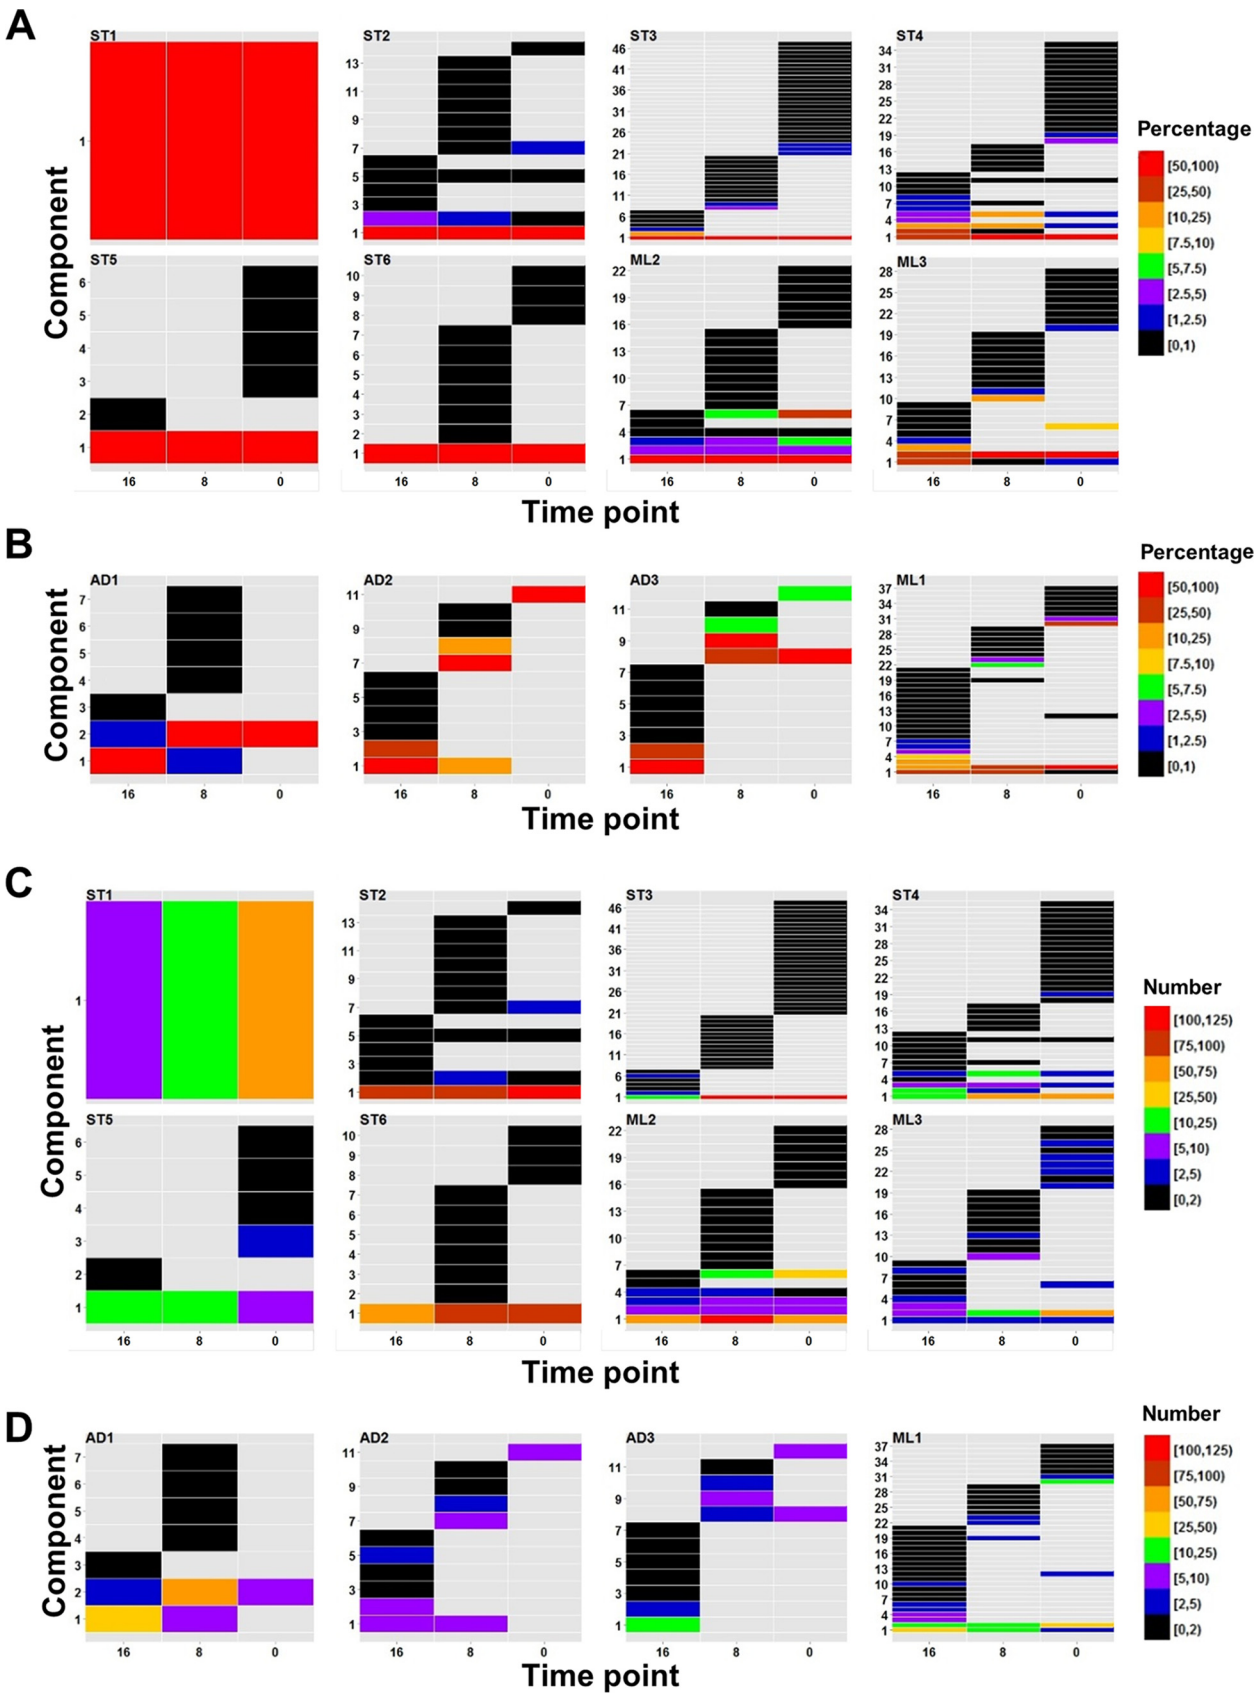 A
ST1 ST2 ST3 ST4
Component
1
13 11 9 7 5 3 1
46 41 36 31 26 21 16 11 6 1
34 31 28 25 22 19 16 13 10 7 4 1
Percentage
[50,100)
[25,50)
[10,25)
[7.5,10)
[5,7.5)
[2.5,5)
[1,2.5)
[0,1)
ST5 ST6 ML2 ML3
6 5 4 3 2 1
10 9 8 7 6 5 4 3 2 1
22 19 16 13 10 7 4 1
28 25 22 19 16 13 10 7 4 1
16 8 0 16 8 0 16 8 0 16 8 0
Time point
B
AD1 AD2 AD3 ML1
Component
7 6 5 4 3 2 1
11 9 7 5 3 1
11 9 7 5 3 1
37 34 31 28 25 22 19 16 13 10 7 4 1
Percentage
[50,100)
[25,50)
[10,25)
[7.5,10)
[5,7.5)
[2.5,5)
[1,2.5)
[0,1)
16 8 0 16 8 0 16 8 0 16 8 0
Time point
C
ST1 ST2 ST3 ST4
Component
1
13 11 9 7 5 3 1
46 41 36 31 26 21 16 11 6 1
34 31 28 25 22 19 16 13 10 7 4 1
Number
[100,125)
[75,100)
[50,75)
[25,50)
[10,25)
[5,10)
[2,5)
[0,2)
ST5 ST6 ML2 ML3
6 5 4 3 2 1
10 9 8 7 6 5 4 3 2 1
22 19 16 13 10 7 4 1
28 25 22 19 16 13 10 7 4 1
16 8 0 16 8 0 16 8 0 16 8 0
Time point
D
AD1 AD2 AD3 ML1
Component
7 6 5 4 3 2 1
11 9 7 5 3 1
11 9 7 5 3 1
37 34 31 28 25 22 19 16 13 10 7 4 1
Number
[100,125)
[75,100)
[50,75)
[25,50)
[10,25)
[5,10)
[2,5)
[0,2)
16 8 0 16 8 0 16 8 0 16 8 0
Time point